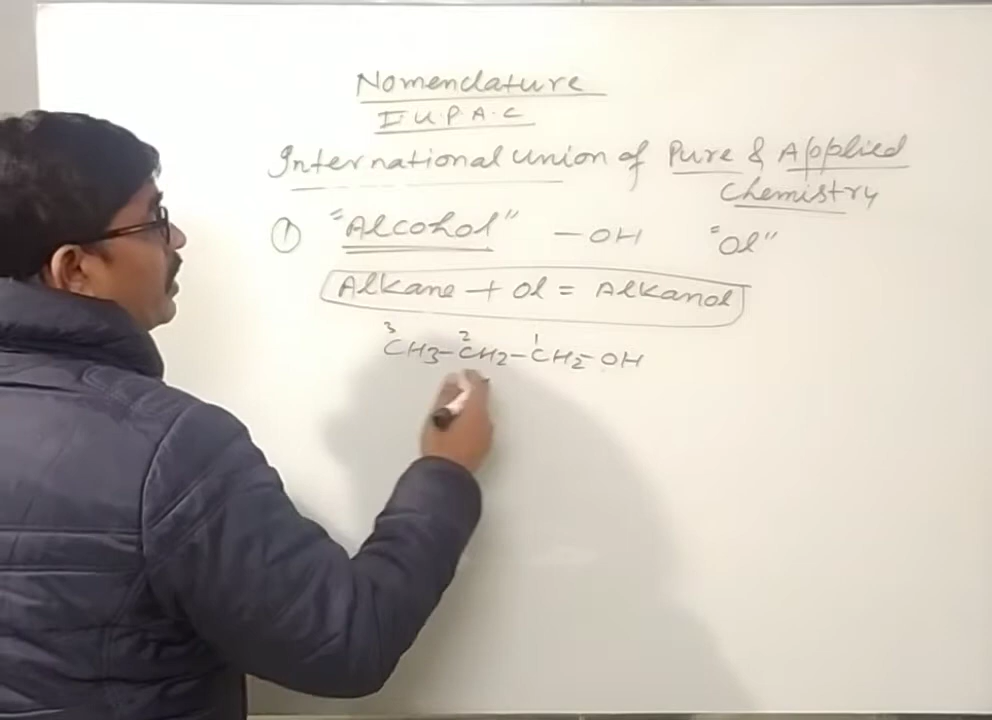 Nomenclature
I.U.P.A.C
International Union of Pure & Applied
Chemistry
① "Alcohol" -OH "Ol"
Alkane + Ol = Alkanol
3 2 1
CH3-CH2-CH2-OH